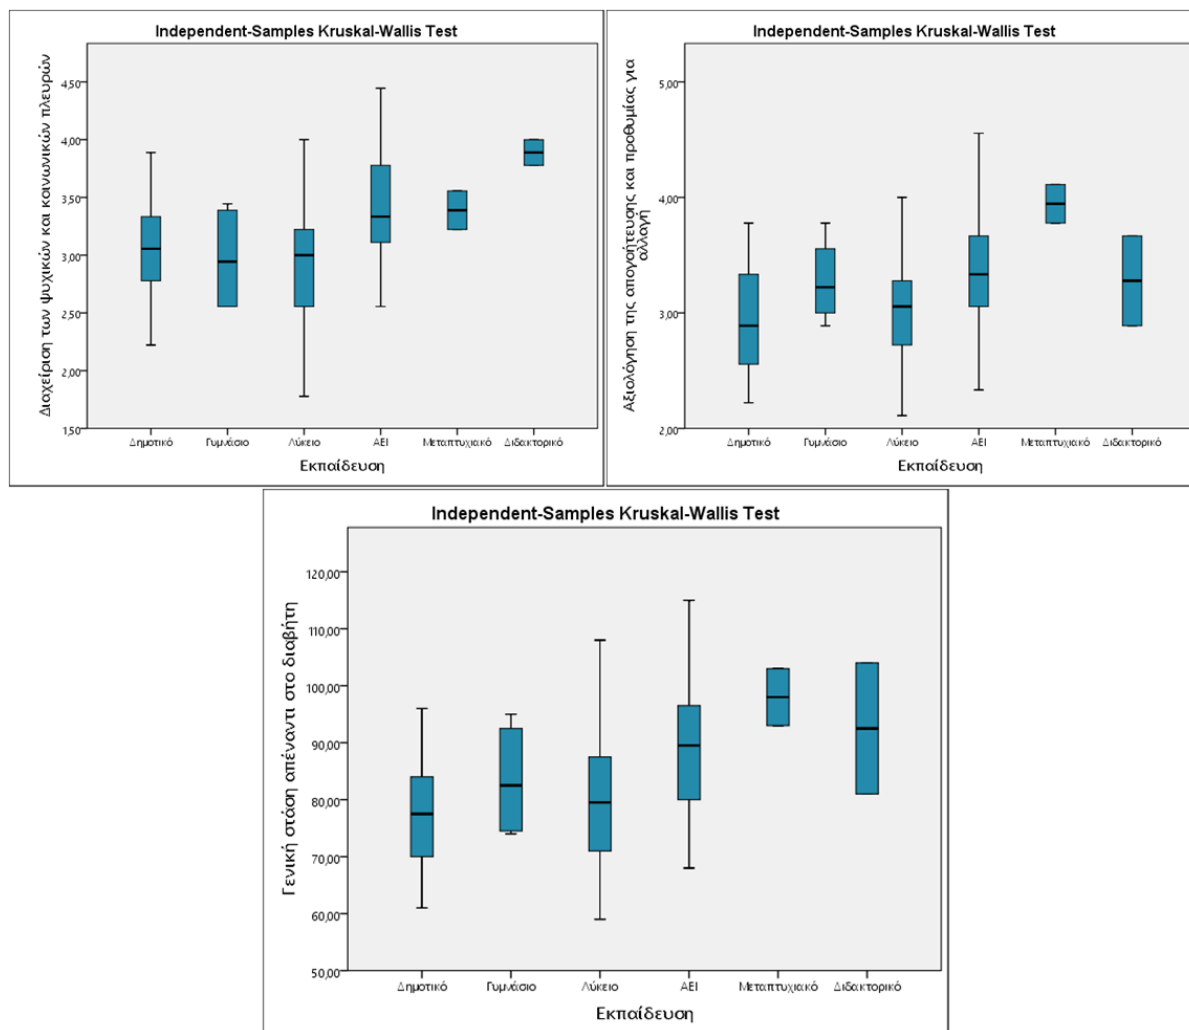 Independent-Samples Kruskal-Wallis Test
Διαχείριση των ψυχικών και κοινωνικών πλευρών
4,50
4,00
3,50
3,00
2,50
2,00
1,50
Δημοτικό Γυμνάσιο Λύκειο ΑΕΙ Μεταπτυχιακό Διδακτορικό
Εκπαίδευση
Independent-Samples Kruskal-Wallis Test
Αξιολόγηση της απογοήτευσης και προθυμίας για
αλλαγή
5,00
4,00
3,00
2,00
Δημοτικό Γυμνάσιο Λύκειο ΑΕΙ Μεταπτυχιακό Διδακτορικό
Εκπαίδευση
Independent-Samples Kruskal-Wallis Test
Γενική στάση απέναντι στο διαβήτη
120,00
110,00
100,00
90,00
80,00
70,00
60,00
50,00
Δημοτικό Γυμνάσιο Λύκειο ΑΕΙ Μεταπτυχιακό Διδακτορικό
Εκπαίδευση